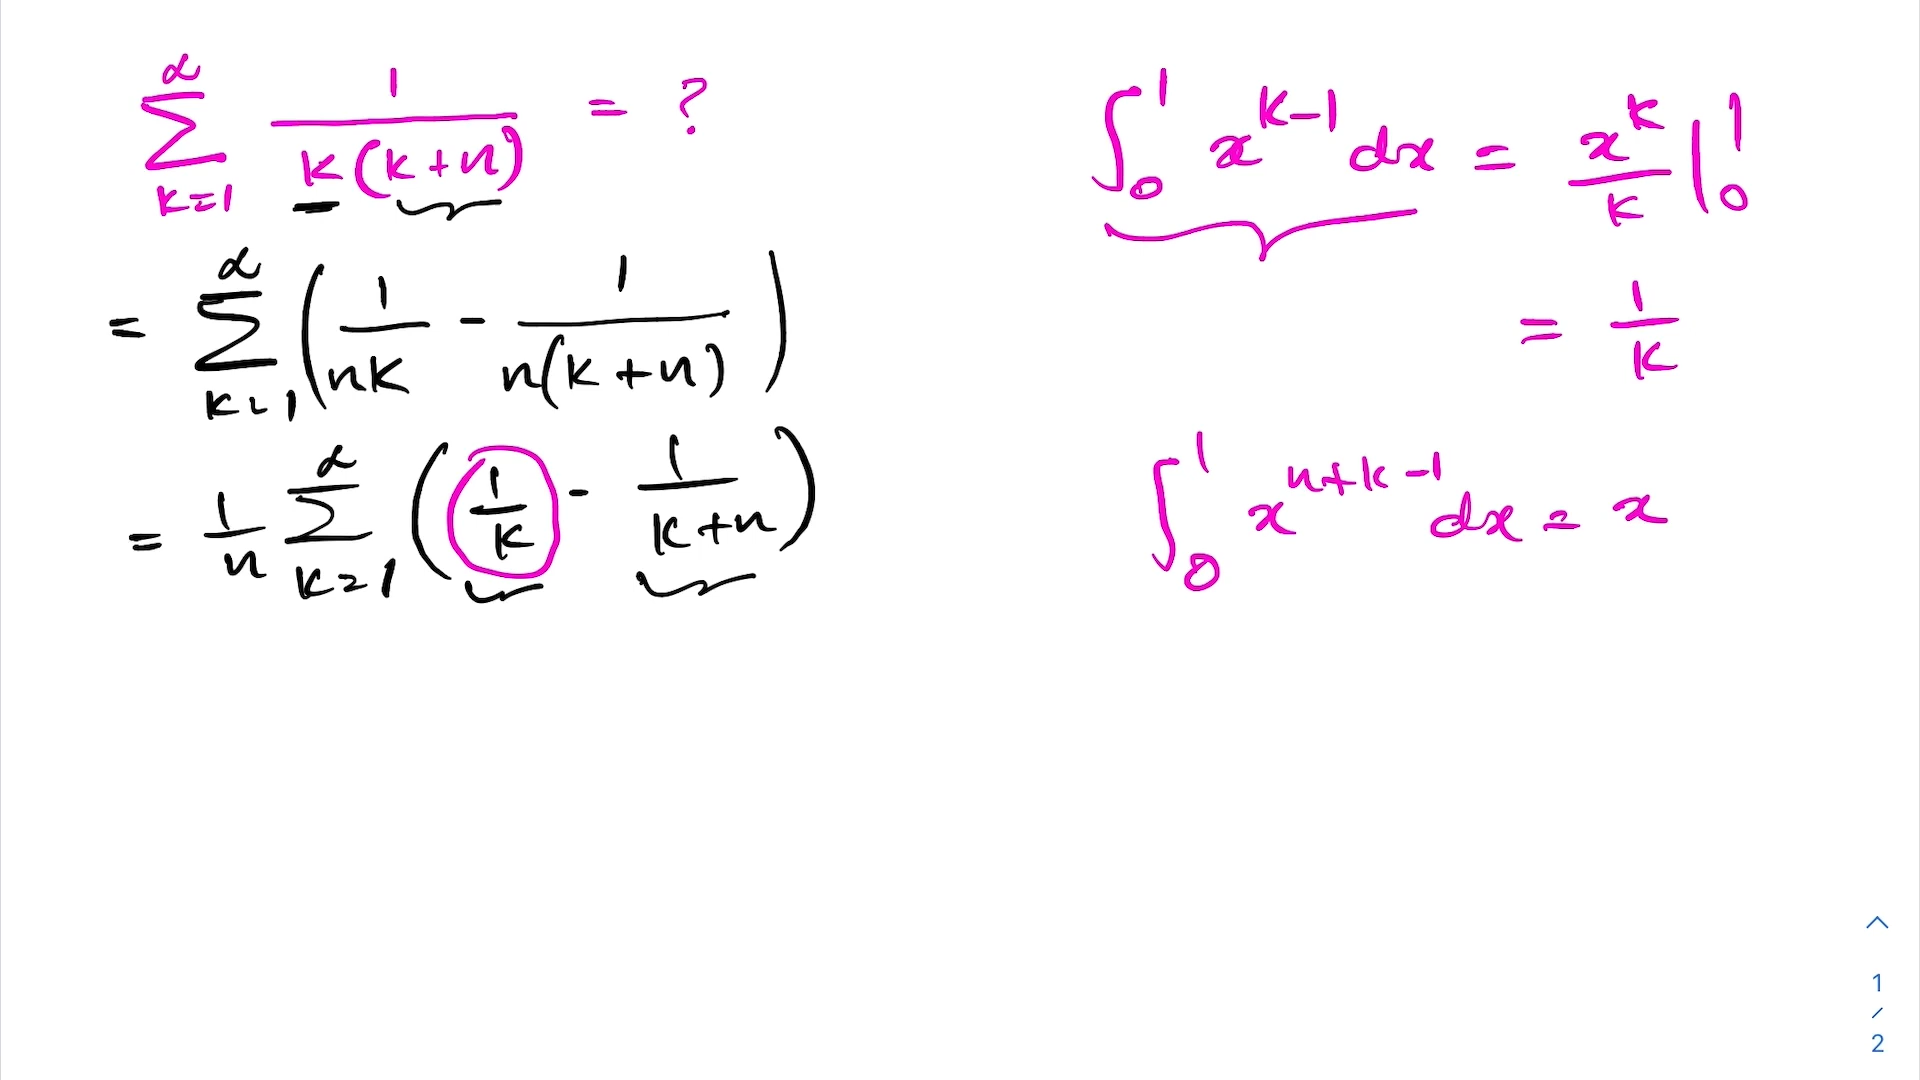 ∑_{k=1}^{∝} 1/(k(k+n)) = ?
= ∑_{k=1}^{∝} (1/(nk) - 1/(n(k+n)))
= 1/n ∑_{k=1}^{∝} (1/k - 1/(k+n))
∫_0^1 x^{k-1} dx = x^k/k |_0^1
= 1/k
∫_0^1 x^{n+k-1} dx = x
1
/
2